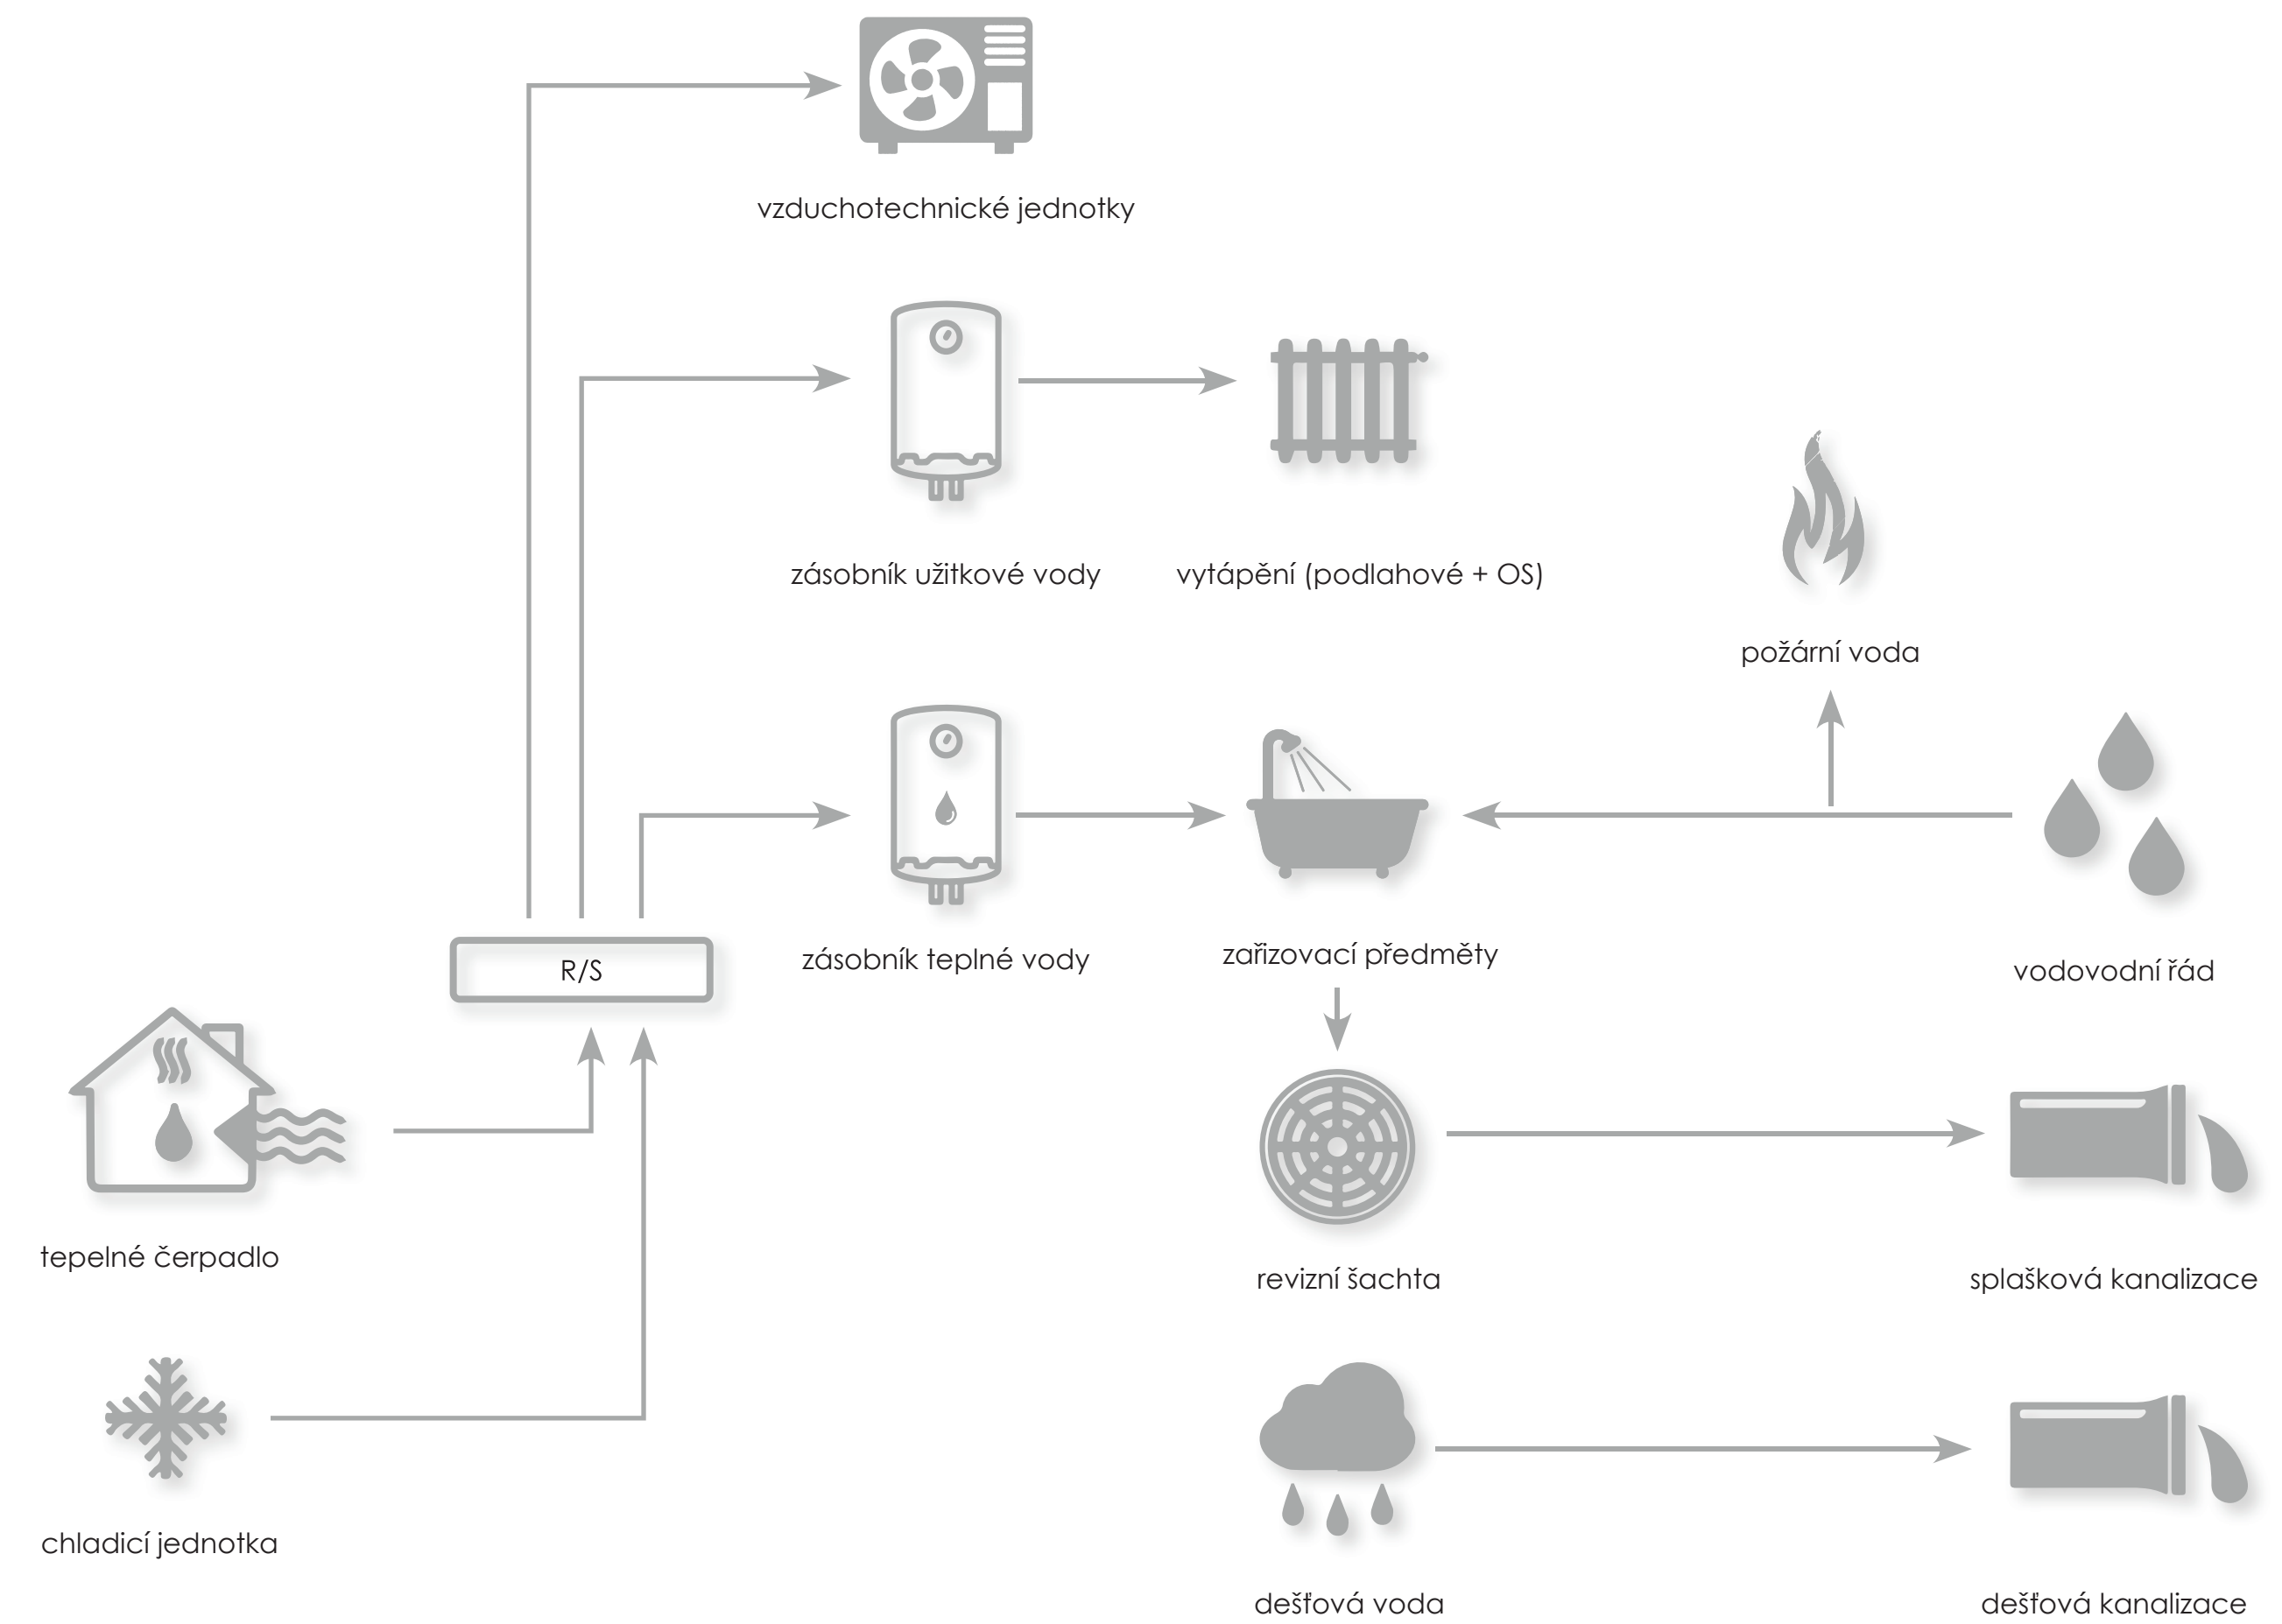 vzduchotechnické jednotky
zásobník užitkové vody
vytápění (podlahové + OS)
požární voda
R/S
zásobník teplné vody
zařizovací předměty
vodovodní řád
tepelné čerpadlo
revizní šachta
splašková kanalizace
chladicí jednotka
dešťová voda
dešťová kanalizace